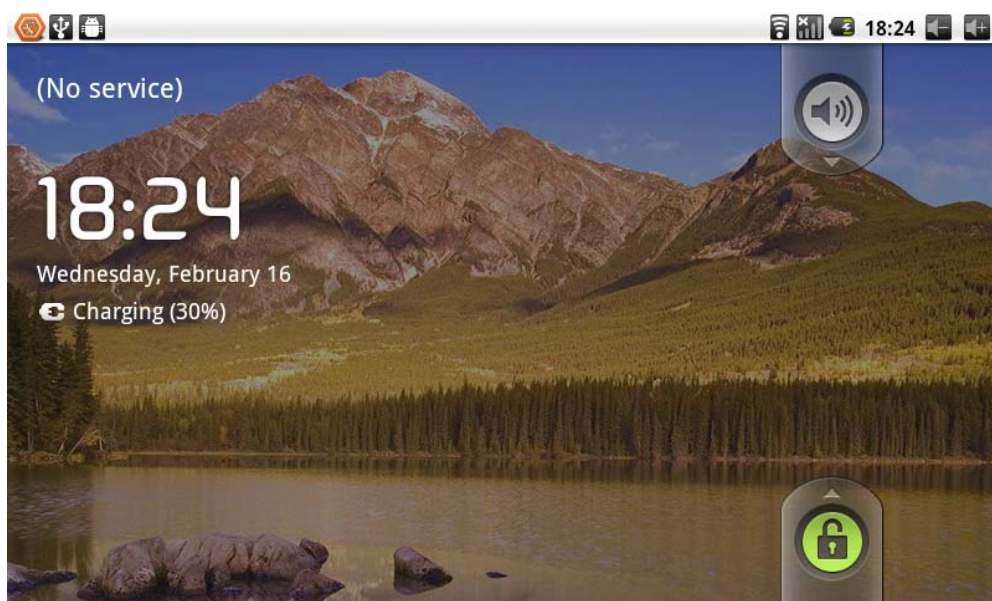 18:24
(No service)
18:24
Wednesday, February 16
Charging (30%)